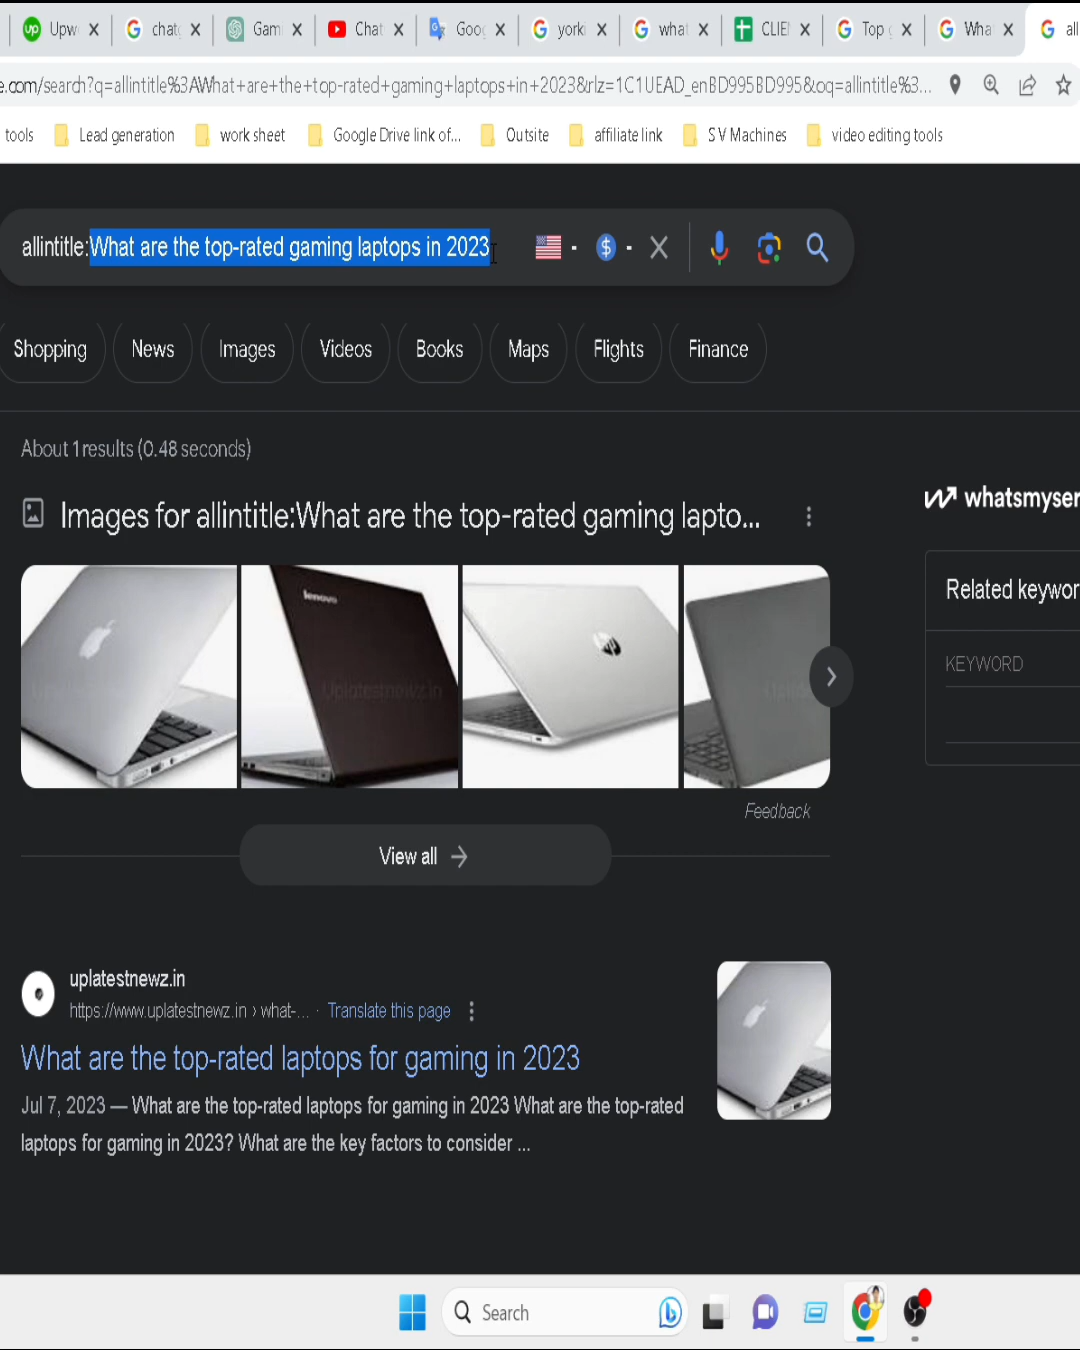 Upw
chatg
Gam
Chat
Goo
yorki
what
CLIE
Top
Wha
all
e.com/search?q=allintitle%3AWhat+are+the+top-rated+gaming+laptops+in+2023&rlz=1C1UEAD_enBD995BD995&oq=allintitle%3...
tools
Lead generation
work sheet
Google Drive link of...
Outsite
affiliate link
S V Machines
video editing tools
allintitle:What are the top-rated gaming laptops in 2023
Shopping
News
Images
Videos
Books
Maps
Flights
Finance
About 1 results (0.48 seconds)
Images for allintitle:What are the top-rated gaming lapto...
whatsmyser
Related keywor
KEYWORD
lenovo
Uplatestnewz.in
hp
Feedback
View all
uplatestnewz.in
https://www.uplatestnewz.in › what-... · Translate this page
What are the top-rated laptops for gaming in 2023
Jul 7, 2023 — What are the top-rated laptops for gaming in 2023 What are the top-rated
laptops for gaming in 2023? What are the key factors to consider ...
Search